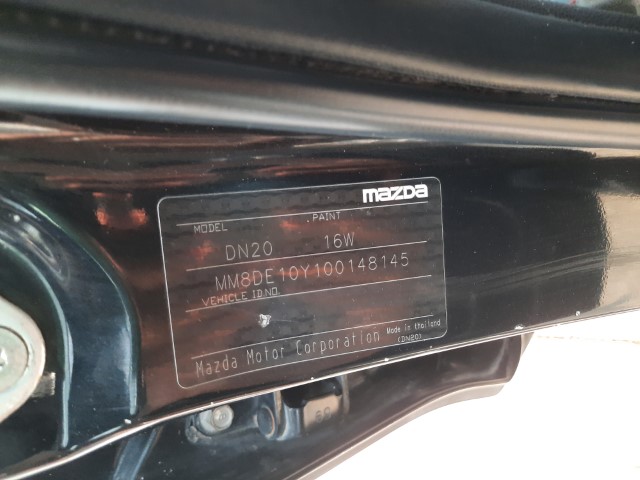 mazda
MODEL PAINT
DN20 16W
MM8DE10Y100148145
VEHICLE ID.NO.
Mazda Motor Corporation Made in thailand
(DN20)